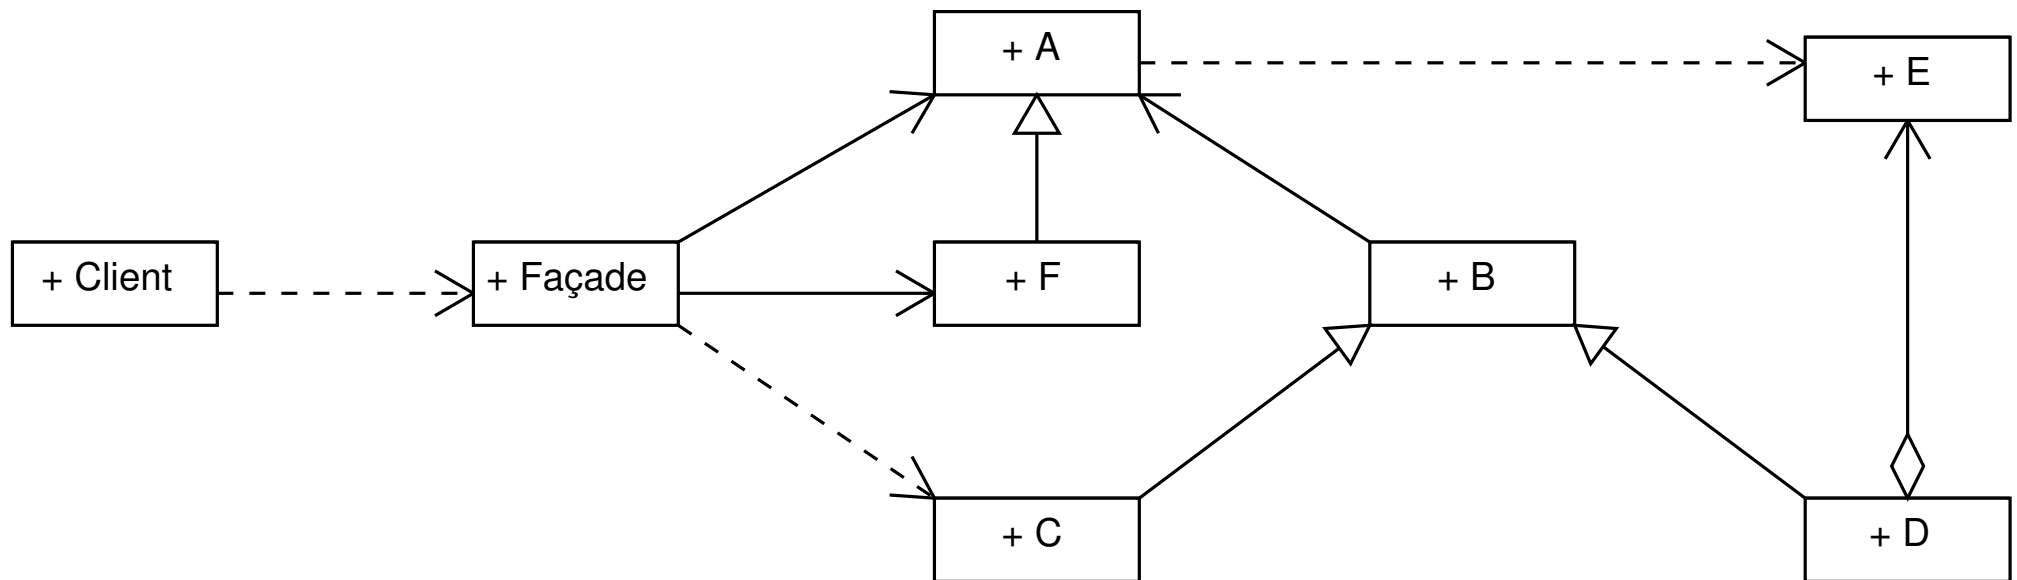 + A
+ E
+ Client
+ Façade
+ F
+ B
+ C
+ D